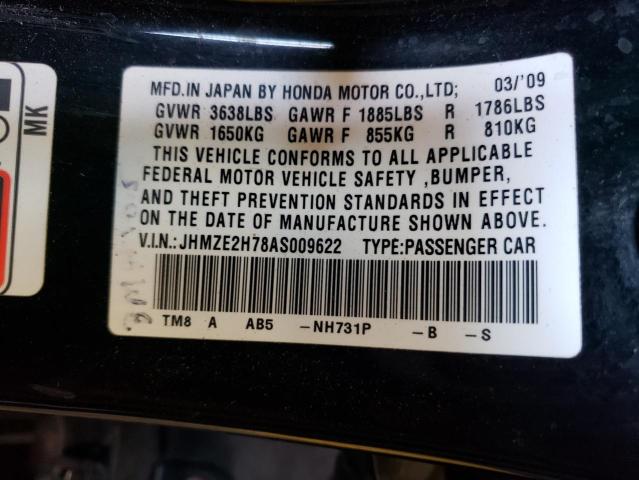 MFD.IN JAPAN BY HONDA MOTOR CO.,LTD; 03/'09
GVWR 3638LBS GAWR F 1885LBS R 1786LBS
GVWR 1650KG GAWR F 855KG R 810KG
THIS VEHICLE CONFORMS TO ALL APPLICABLE
FEDERAL MOTOR VEHICLE SAFETY ,BUMPER,
AND THEFT PREVENTION STANDARDS IN EFFECT
ON THE DATE OF MANUFACTURE SHOWN ABOVE.
V.I.N.:JHMZE2H78AS009622 TYPE:PASSENGER CAR
TM8 A AB5 -NH731P -B -S
MK